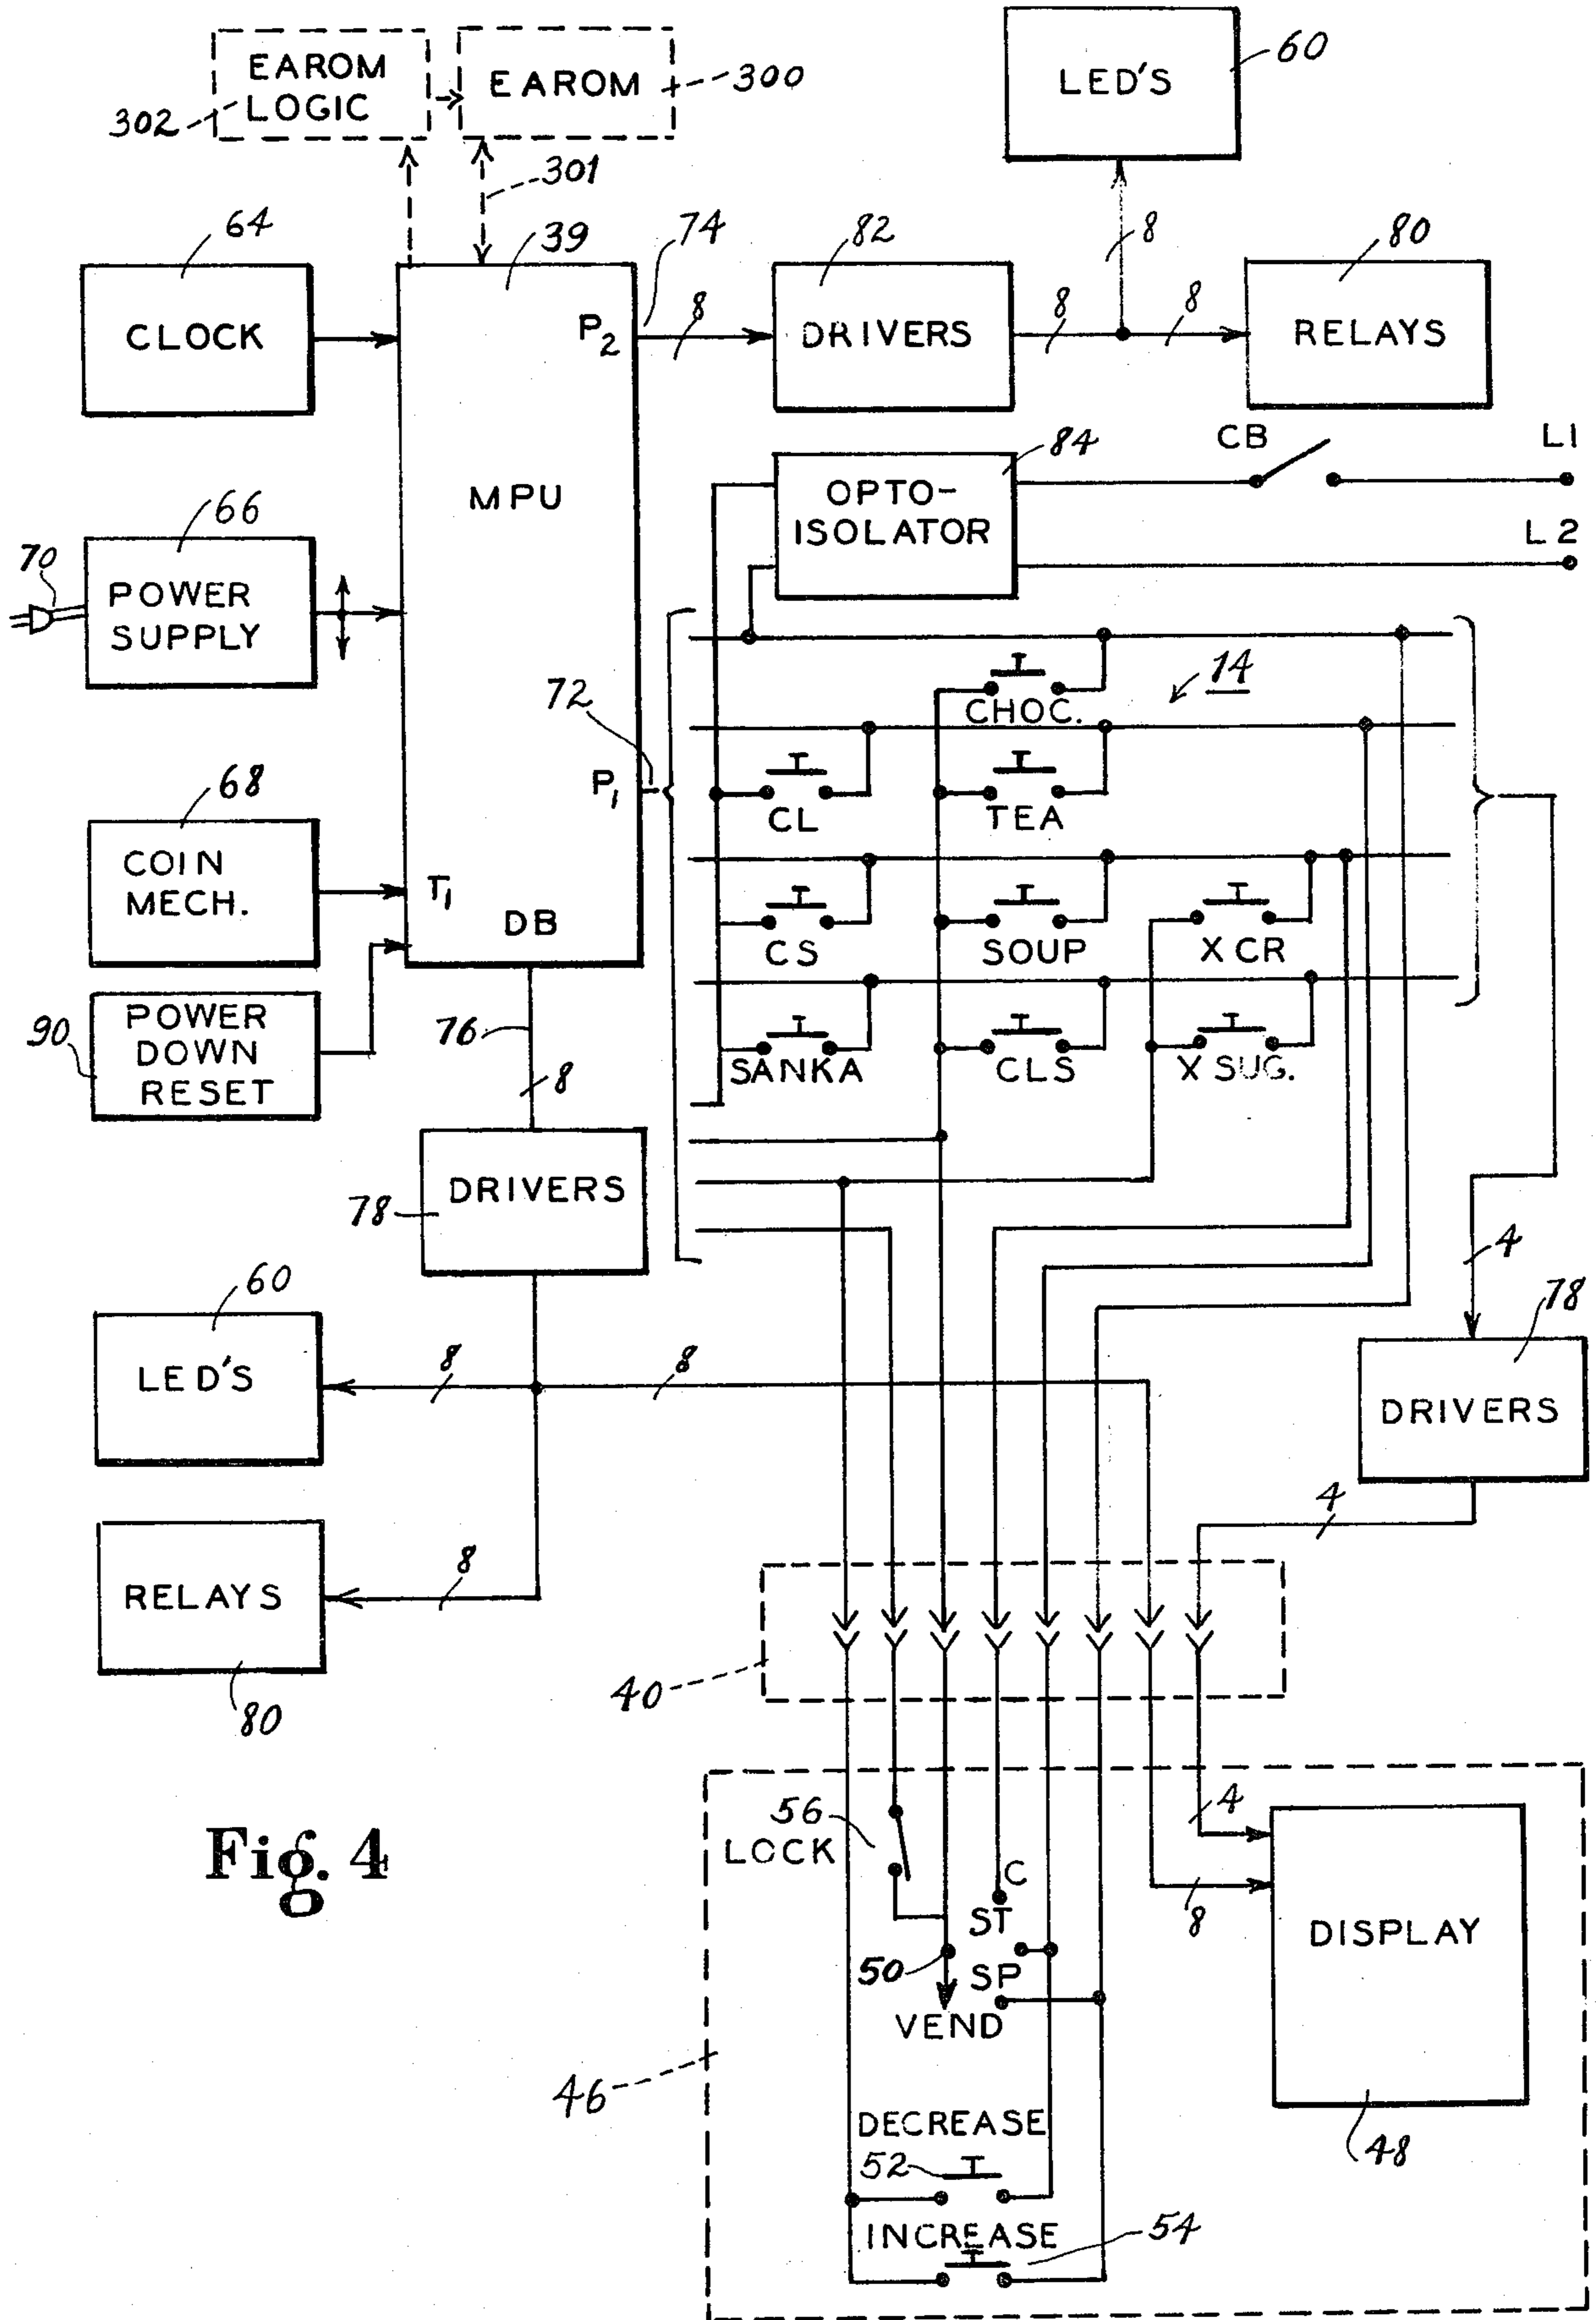 EAROM
LOGIC
302
EAROM
300
LED'S
60
301
64
39
74
82
8
80
CLOCK
P2
8
DRIVERS
8
8
RELAYS
MPU
84
CB
L1
OPTO-
ISOLATOR
L2
66
70
POWER
SUPPLY
72
14
CHOC.
P1
CL
TEA
68
COIN
MECH.
T1
DB
CS
SOUP
X CR
90
POWER
DOWN
RESET
76
8
SANKA
CLS
X SUG.
DRIVERS
78
4
60
LED'S
8
8
78
DRIVERS
4
RELAYS
8
80
40
Fig. 4
56
LOCK
4
C
ST
8
DISPLAY
50
SP
VEND
46
48
DECREASE
52
INCREASE
54